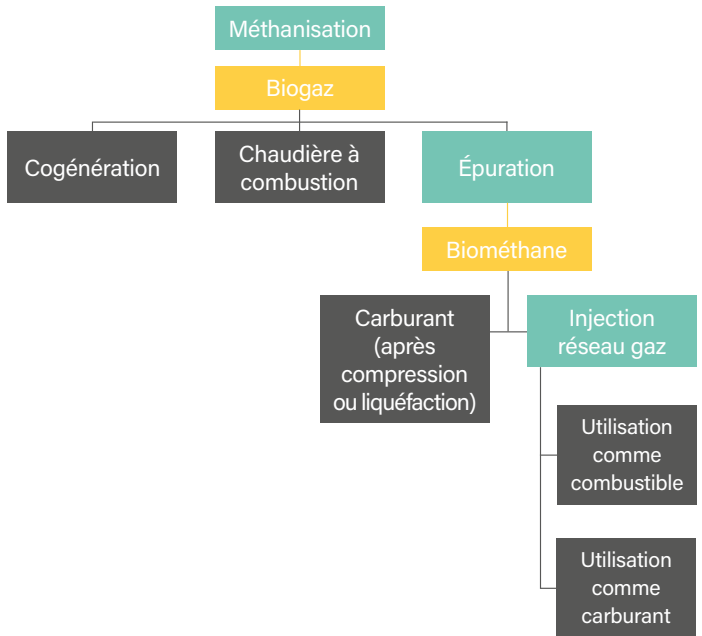 Méthanisation
Biogaz
Cogénération
Chaudière à
combustion
Épuration
Biométhane
Carburant
(après
compression
ou liquéfaction)
Injection
réseau gaz
Utilisation
comme
combustible
Utilisation
comme
carburant